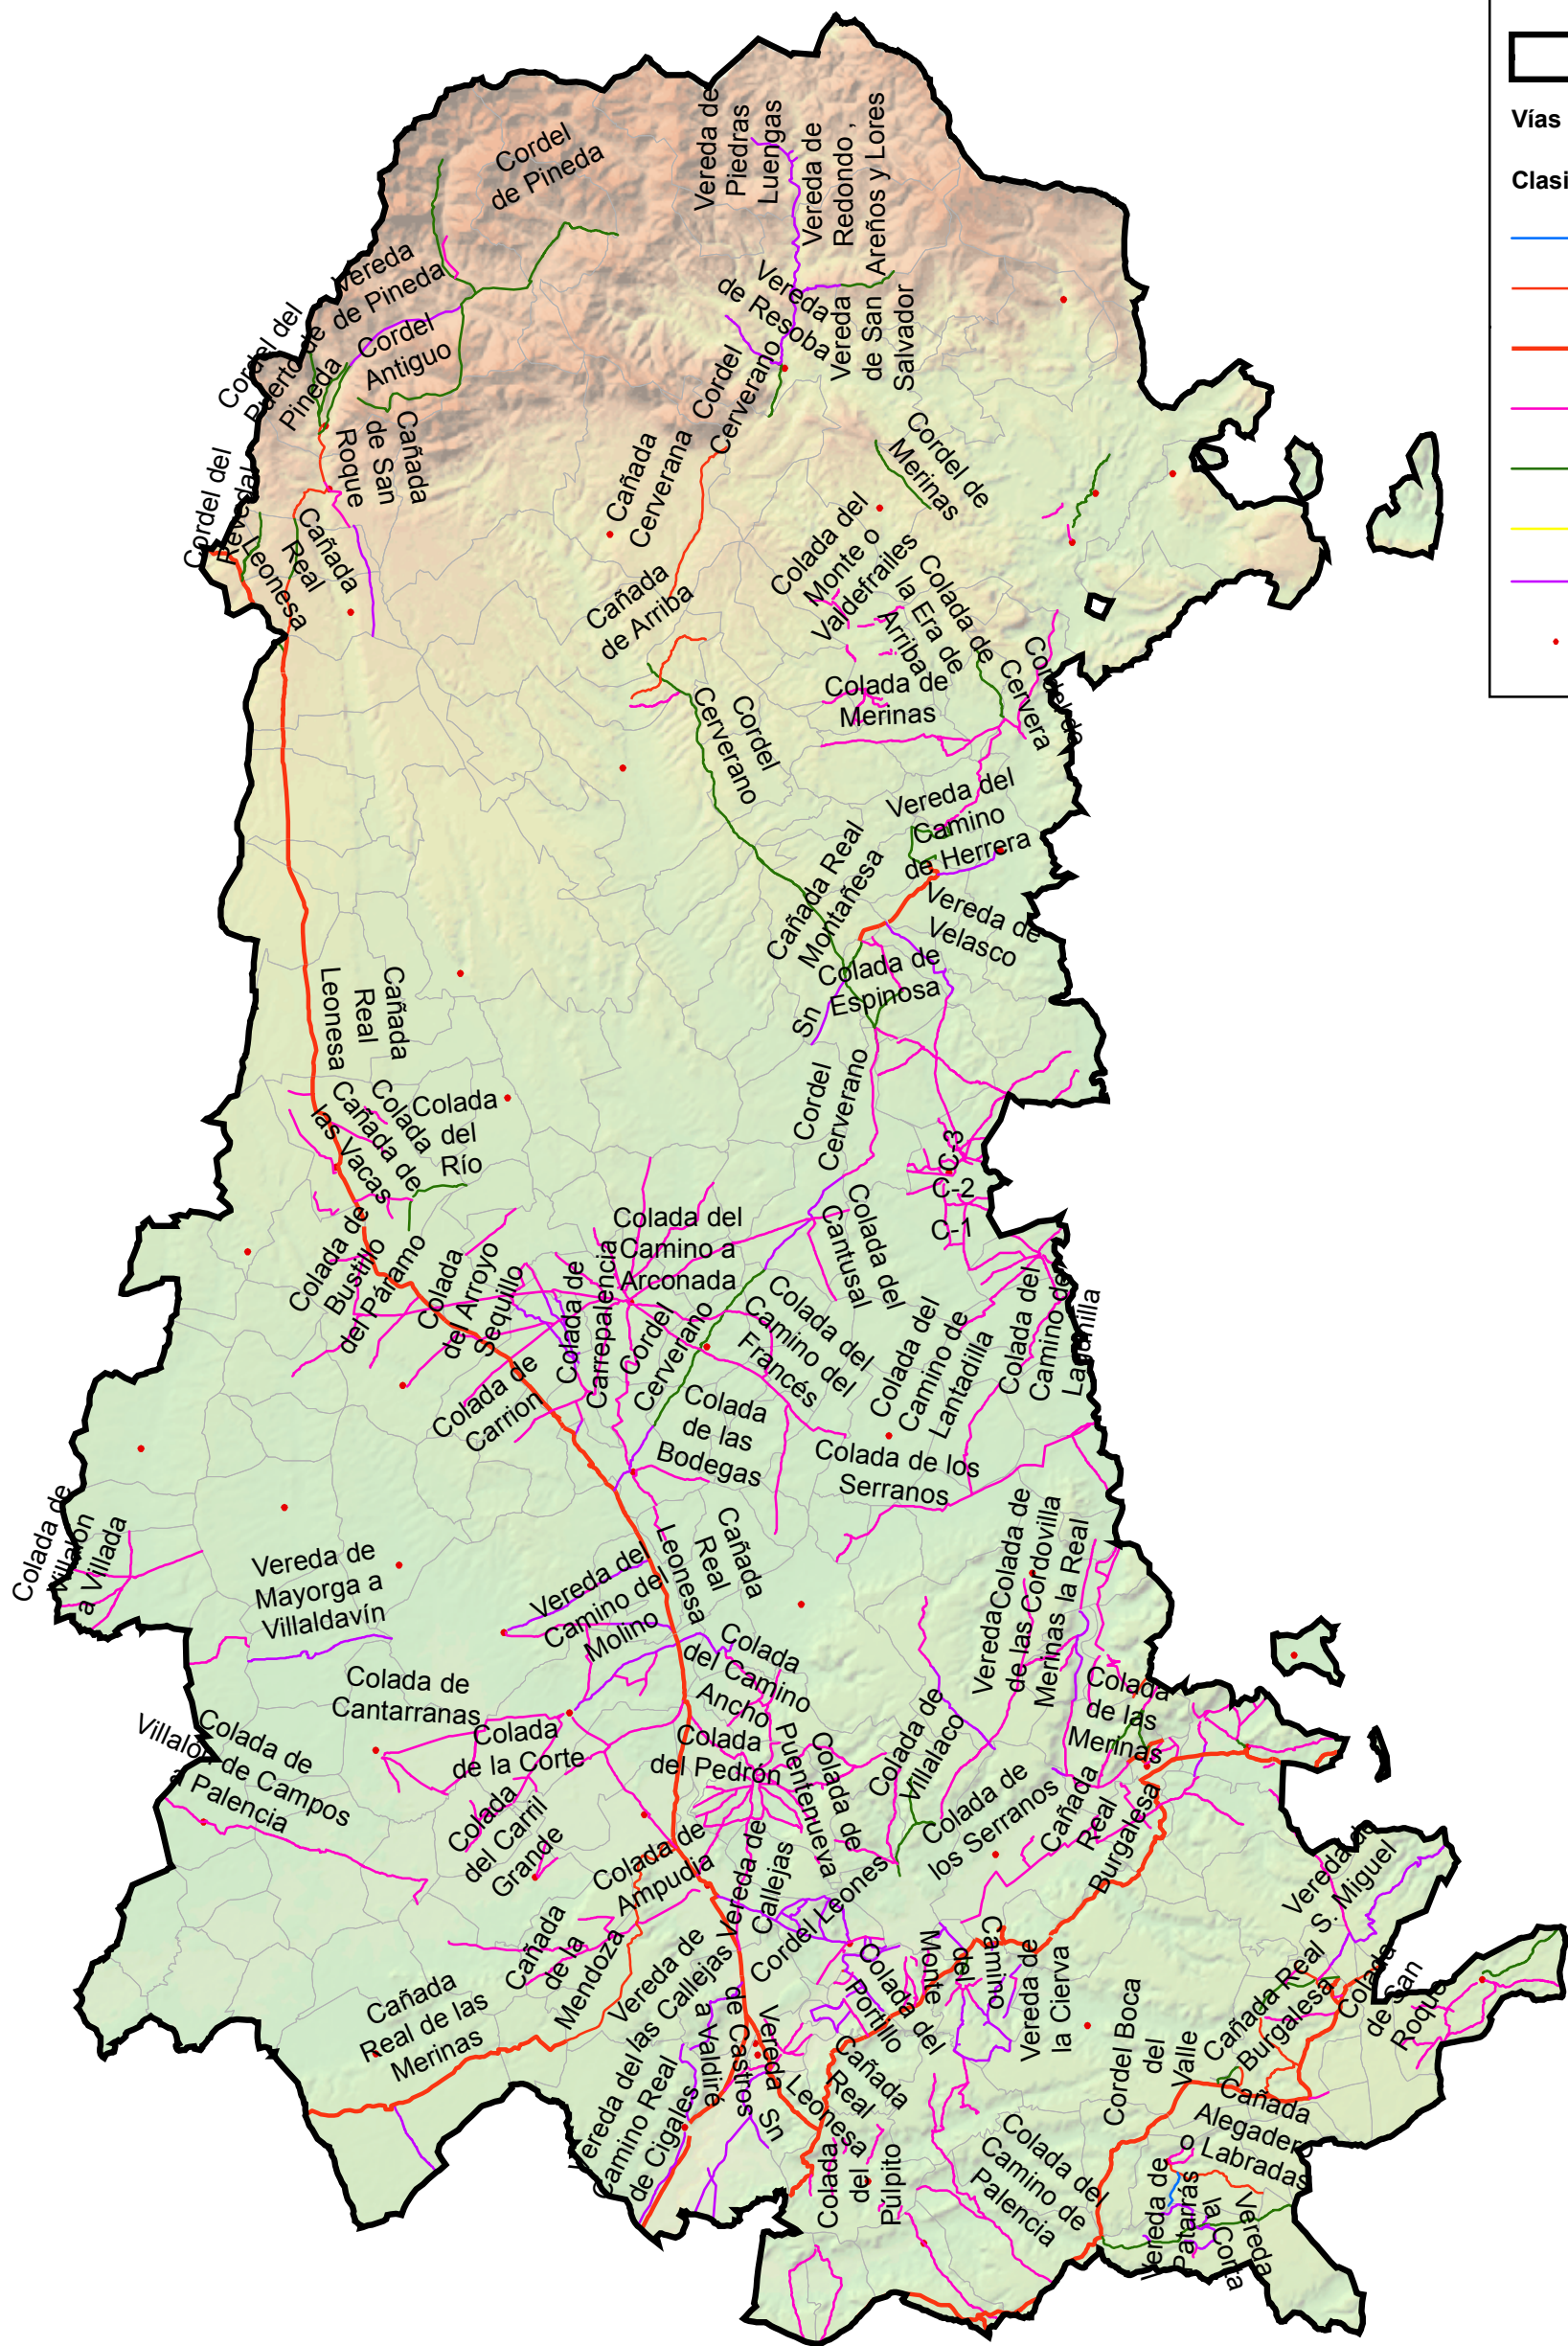 Vías
Clasi
Cordel
de Pineda
Vereda de
Piedras
Luengas
Vereda de
Redondo ,
Areños y Lores
Vereda
de Pineda
Cordel del
Puerto de
Pineda
Cordel
Antiguo
Vereda
de Resoba
Vereda
de San
Salvador
Cordel
Cerverano
Cañada
de San
Roque
Cañada
Cerverana
Cordel de
Merinas
Cordel del
Revedal
Cañada
Real
Leonesa
Cañada
de Arriba
Colada del
Monte o
Valdefrailes
Colada de
la Era de
Arriba
Colada de
Merinas
Cervera
Cordel
Cerverano
Vereda del
Camino
de Herrera
Cañada Real
Montañesa
Vereda de
Velasco
Colada de
Espinosa
Sn
Cañada
Real
Leonesa
Cordel
Cerverano
Colada
Cañada de
las Vacas
Colada
del
Río
C-3
C-2
C-1
Colada de
Bustillo
del Páramo
Colada
del Arroyo
Sequillo
Colada del
Camino a
Arconada
Colada del
Cantusal
Colada de
Carrepalencia
Cordel
Cerverano
Colada del
Camino del
Francés
Colada del
Camino de
Lantadilla
Colada del
Camino de
Colada de
Carrion
Colada
de las
Bodegas
Colada de los
Serranos
Colada de
Villalon
a Villada
Vereda de
Mayorga a
Villaldavín
Vereda del
Camino del
Molino
Cañada
Real
Leonesa
Colada de
Cordovilla
la Real
Vereda
de las
Merinas
Colada
del Camino
Ancho
Colada de
Cantarranas
Colada
de la Corte
Colada
del Pedrón
Colada de
Puentenueva
Colada de
Villalaco
Colada
de las
Merinas
Colada de
Villalón de Campos
a Palencia
Colada
del Carril
Grande
Colada de
Ampudia
Vereda de
Callejas
Colada de
los Serranos
Cañada
Real
Burgalesa
Vereda de
S. Miguel
Cañada
de la
Mendoza
Cordel Leones
Cañada
Real de las
Merinas
Vereda de
las Callejas
a Valdiré
Vereda del
Camino Real
de Cigales
Vereda
de Castros
Colada del
Portillo
Camino
del
Monte
Vereda de
la Cierva
Cordel Boca
del
Valle
Cañada Real
Burgalesa
Colada
de San
Roque
Cañada
Real
Leonesa
Sn
Colada
del
Pulpito
Colada del
Camino de
Palencia
Cañada
o Labradas
Vereda de
Patarrás
Vereda
la Corta